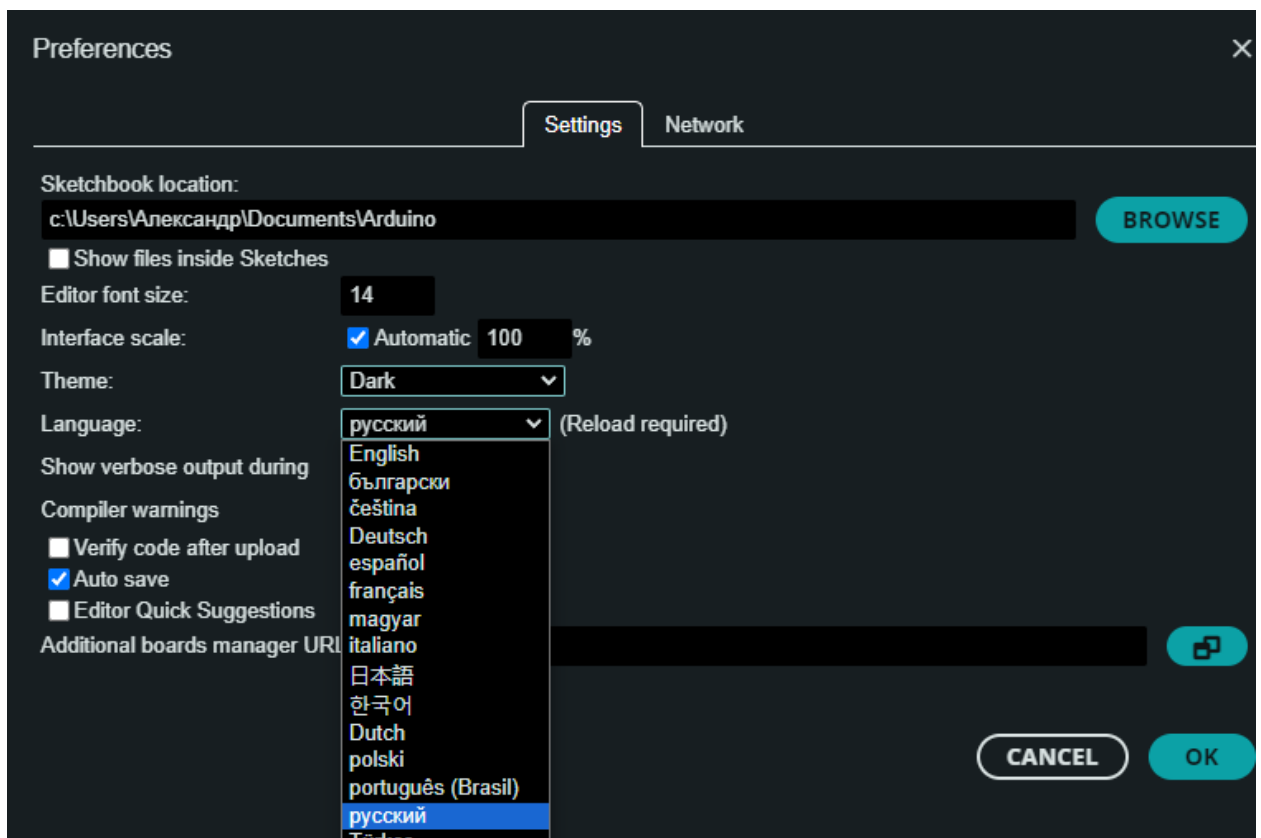 Preferences
Settings Network
Sketchbook location:
c:\Users\Александр\Documents\Arduino
BROWSE
Show files inside Sketches
Editor font size: 14
Interface scale: Automatic 100 %
Theme: Dark
Language: русский (Reload required)
English
Show verbose output during
български
Compiler warnings
čeština
Deutsch
Verify code after upload
español
Auto save
français
Editor Quick Suggestions
magyar
Additional boards manager URL
italiano
日本語
한국어
Dutch
polski
português (Brasil)
русский
CANCEL OK